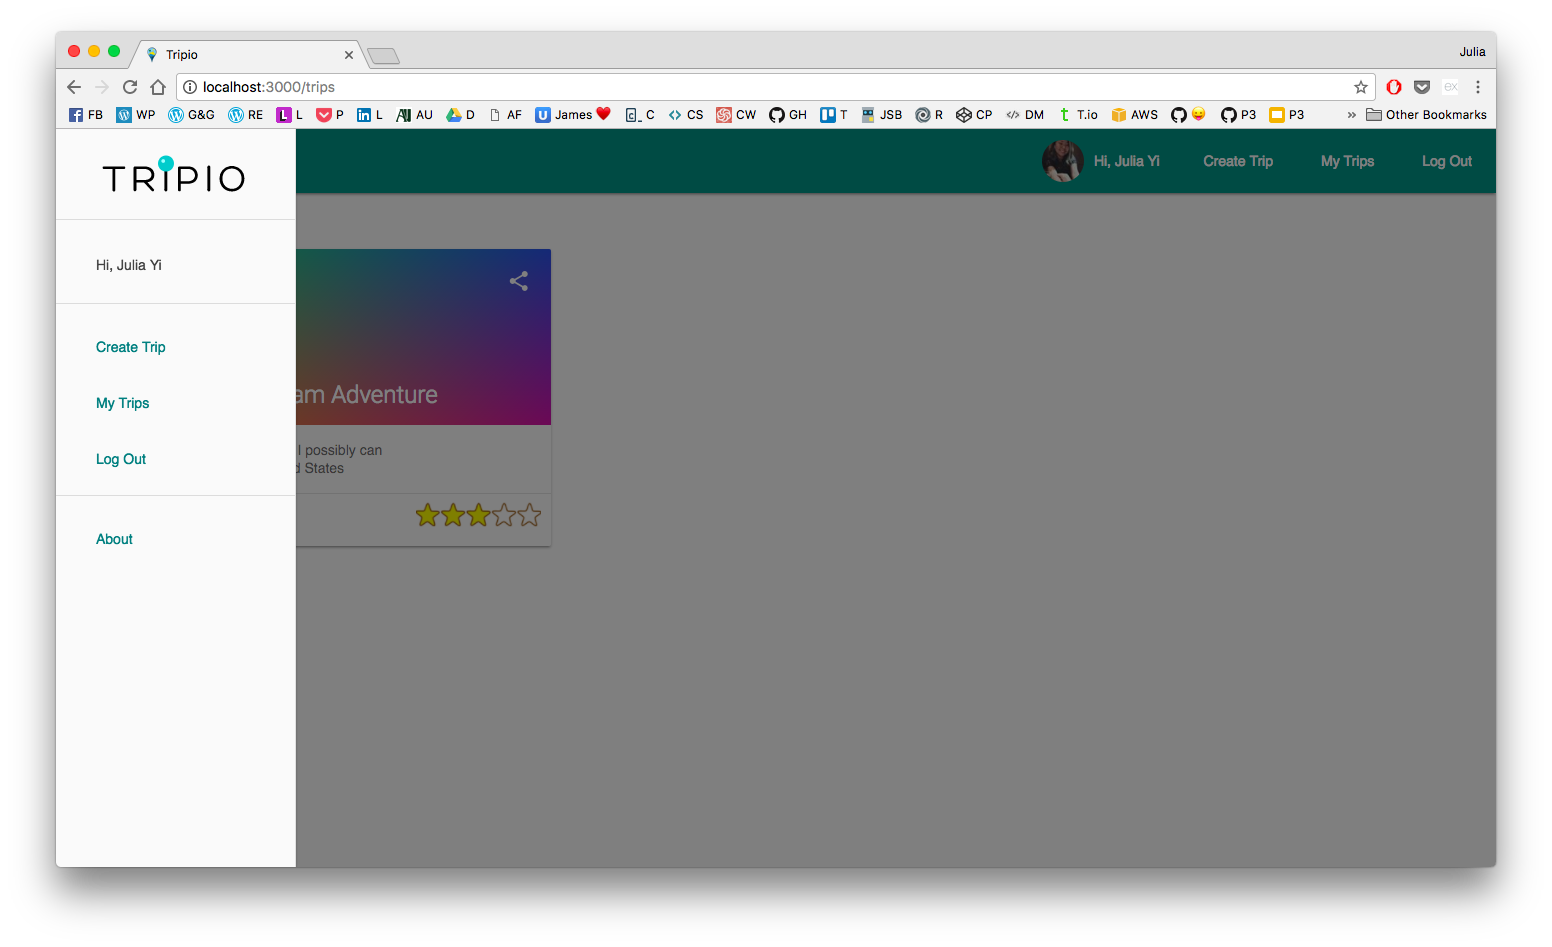 Tripio
Julia
localhost:3000/trips
FB WP G&G RE L L P L AU D AF James C CS CW GH T JSB R CP DM T.io AWS P3 P3 » Other Bookmarks
TRIPIO
Hi, Julia Yi Create Trip My Trips Log Out
Hi, Julia Yi
Create Trip
My Trips
Log Out
About
am Adventure
I possibly can
d States